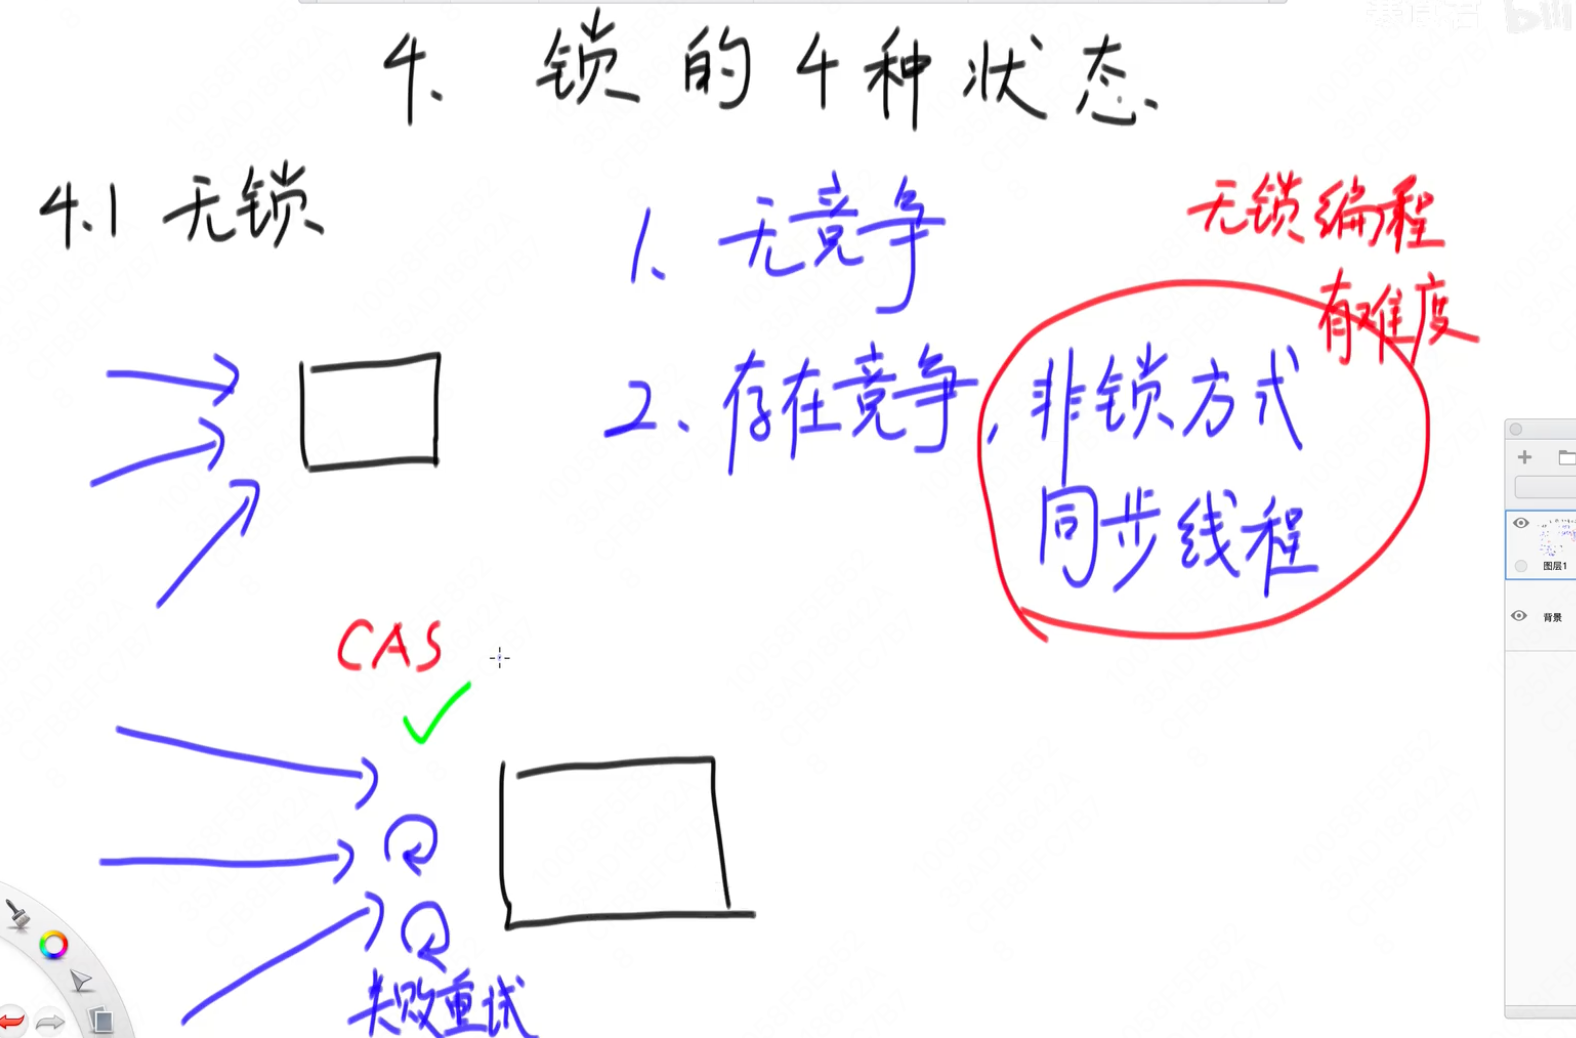 4、锁的4种状态
4.1 无锁
1、无竞争
无锁编程
有难度
2、存在竞争，非锁方式
同步线程
CAS
失败重试
图层1
背景